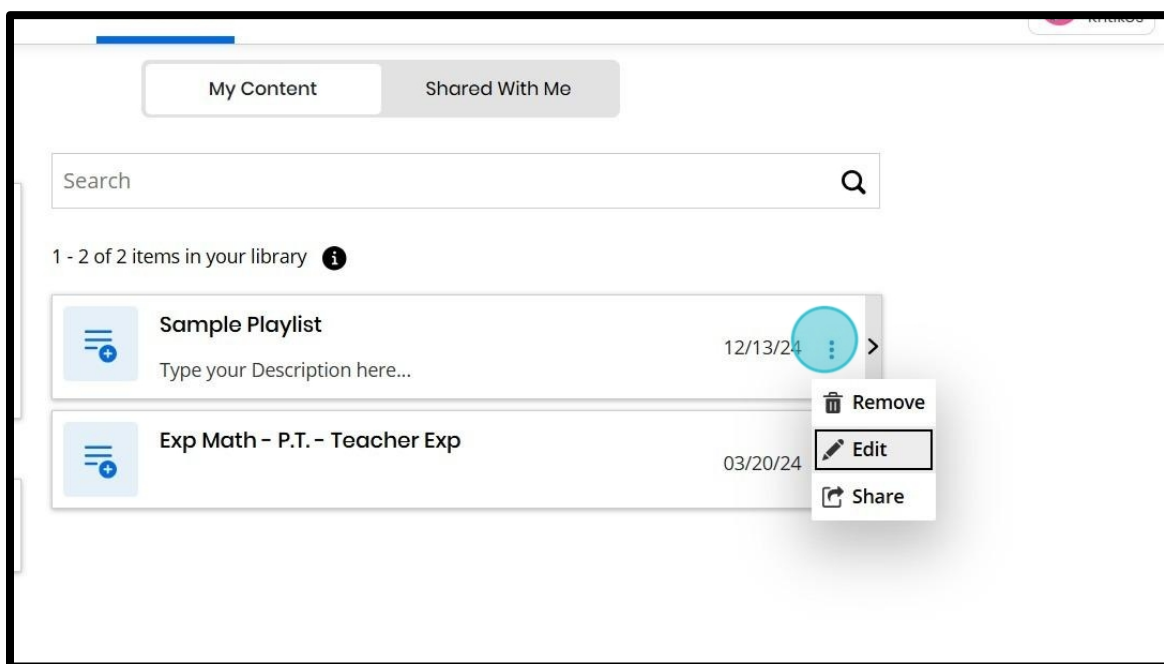 Kritikos
My Content
Shared With Me
Search
1 - 2 of 2 items in your library
Sample Playlist
12/13/24
Type your Description here...
Remove
Exp Math - P.T. - Teacher Exp
03/20/24
Edit
Share